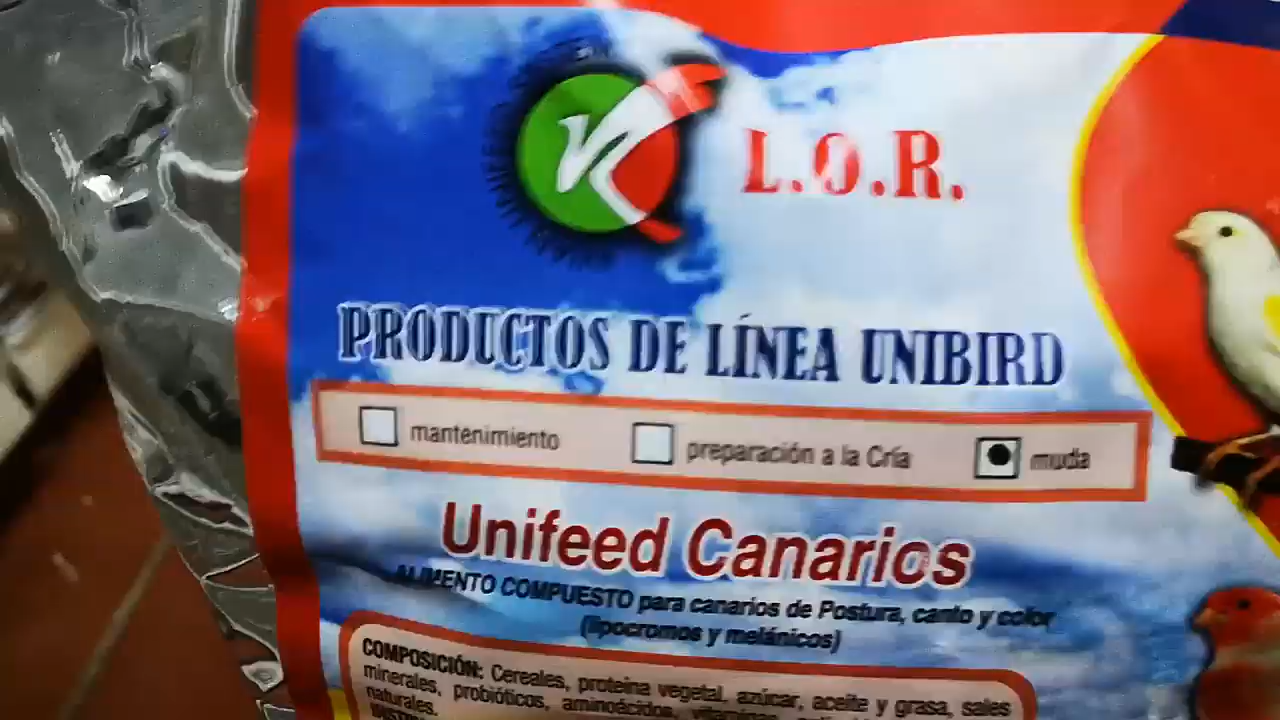 L.O.R.
PRODUCTOS DE LÍNEA UNIBIRD
mantenimiento preparación a la Cría muda
Unifeed Canarios
ALIMENTO COMPUESTO para canarios de Postura, canto y color
(lipocromos y melánicos)
COMPOSICIÓN: Cereales, proteina vegetal, azúcar, aceite y grasa, sales
minerales, probióticos, aminoácidos, vitaminas,
naturales.